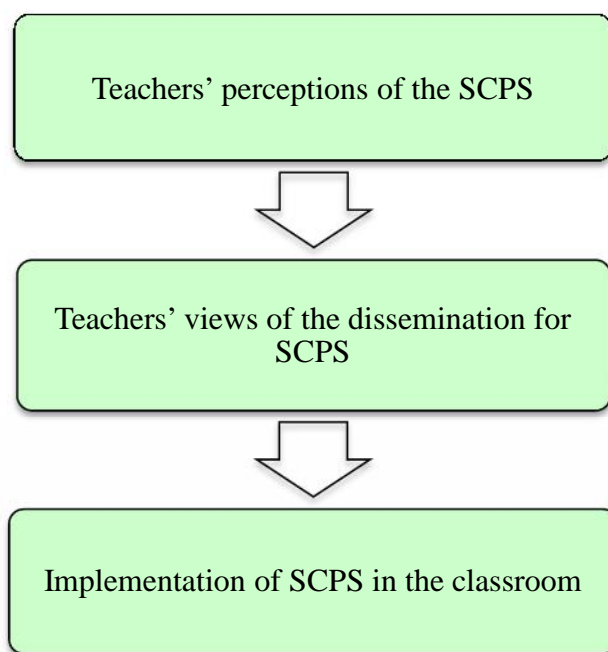 Teachers’ perceptions of the SCPS
Teachers’ views of the dissemination for
SCPS
Implementation of SCPS in the classroom